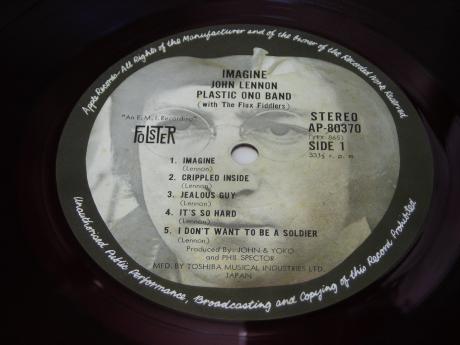 Apple Records - All Rights of the Manufacturer and of the Owner of the Recorded Work Reserved
IMAGINE
JOHN LENNON
PLASTIC ONO BAND
(with The Flux Fiddlers)
"An E.M.I. Recording"
STEREO
AP-80370
SIDE 1
33⅓ r.p.m.
1. IMAGINE
(Lennon)
2. CRIPPLED INSIDE
(Lennon)
3. JEALOUS GUY
(Lennon)
4. IT'S SO HARD
(Lennon)
5. I DON'T WANT TO BE A SOLDIER
(Lennon)
Produced By: JOHN & YOKO
and PHIL SPECTOR
MFD. BY TOSHIBA MUSICAL INDUSTRIES LTD.
JAPAN
Unauthorised Public Performance, Broadcasting and Copying of this Record Prohibited